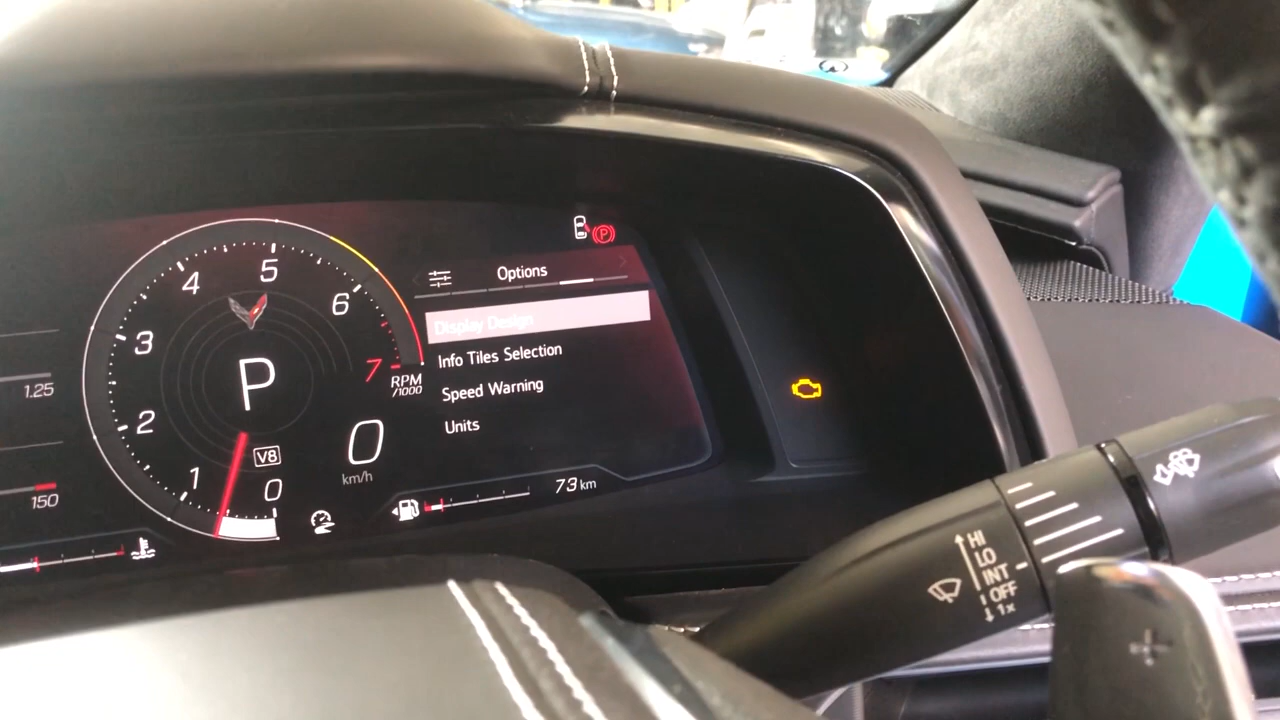 Options
Display Design
Info Tiles Selection
Speed Warning
Units
P
5
4
6
3
7
RPM
/1000
2
1
0
V8
0
km/h
73 km
1.25
150
P
HI
LO
INT
OFF
1x
+